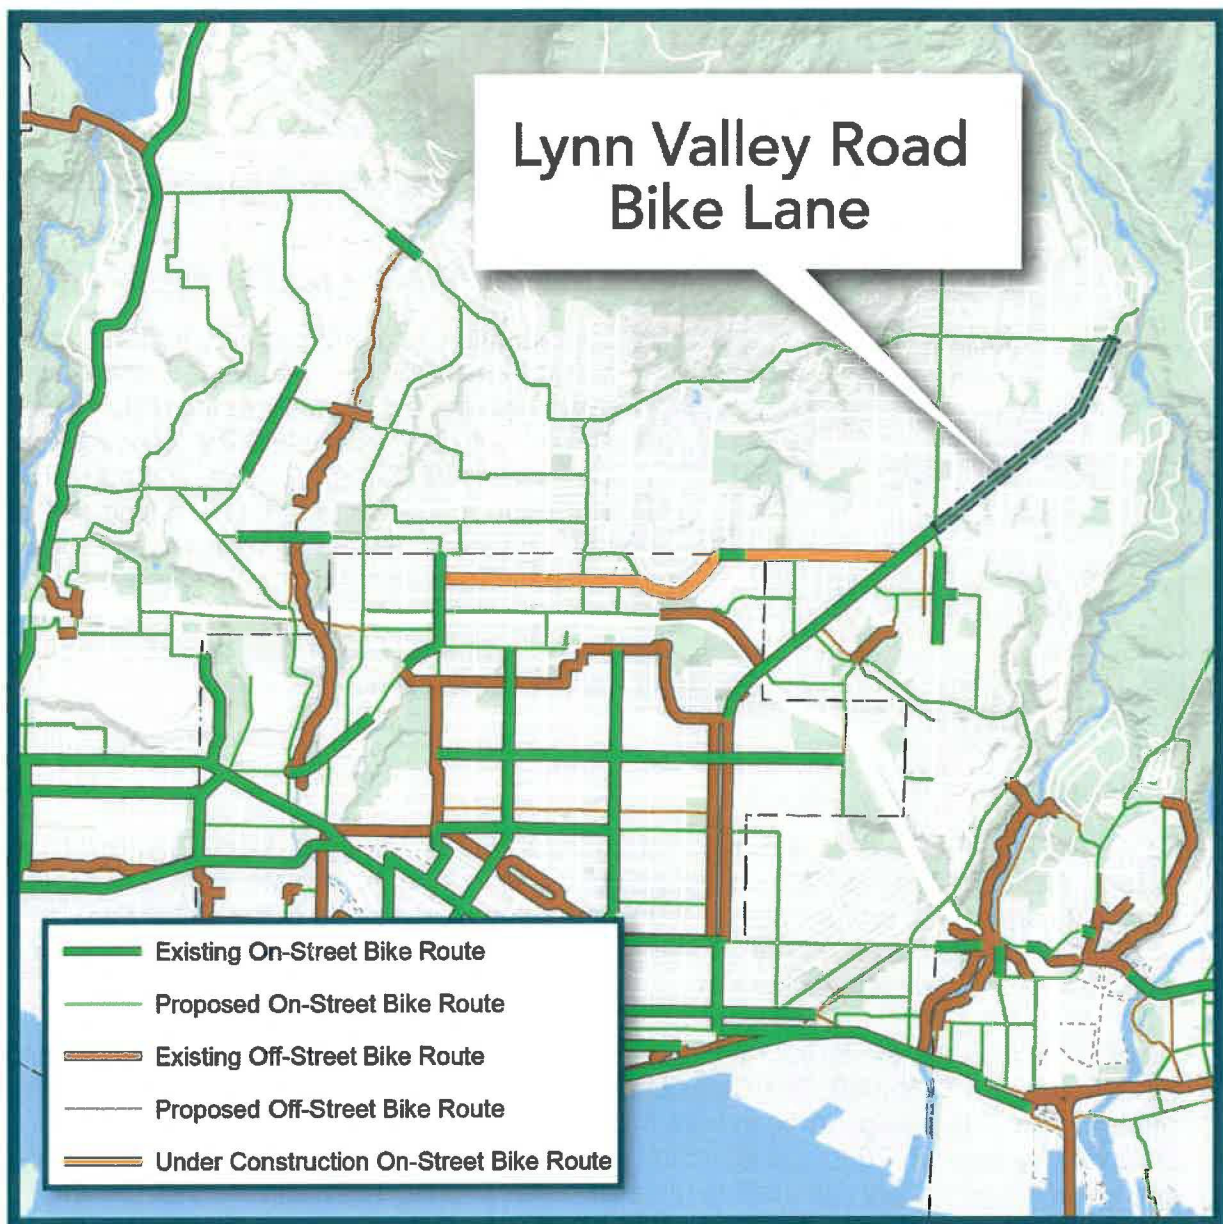 Lynn Valley Road
Bike Lane
Existing On-Street Bike Route
Proposed On-Street Bike Route
Existing Off-Street Bike Route
Proposed Off-Street Bike Route
Under Construction On-Street Bike Route